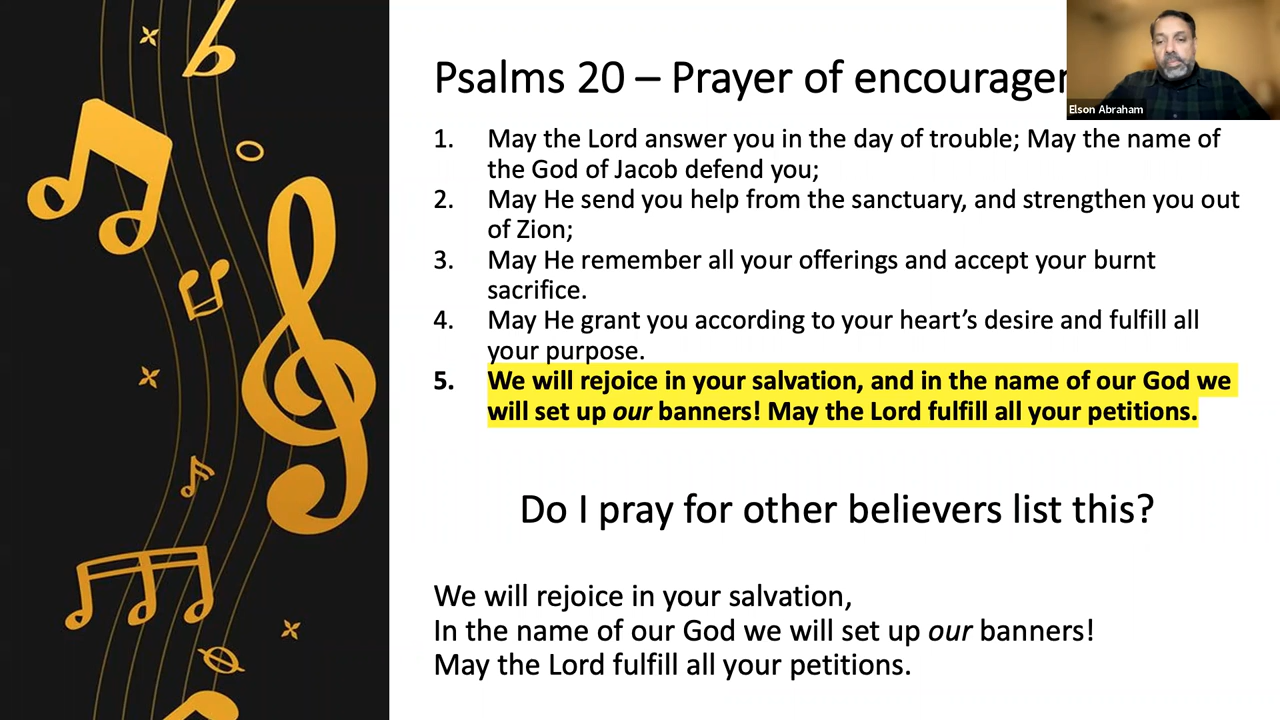 Psalms 20 – Prayer of encourager
Elson Abraham
1. May the Lord answer you in the day of trouble; May the name of
the God of Jacob defend you;
2. May He send you help from the sanctuary, and strengthen you out
of Zion;
3. May He remember all your offerings and accept your burnt
sacrifice.
4. May He grant you according to your heart’s desire and fulfill all
your purpose.
5. We will rejoice in your salvation, and in the name of our God we
will set up our banners! May the Lord fulfill all your petitions.
Do I pray for other believers list this?
We will rejoice in your salvation,
In the name of our God we will set up our banners!
May the Lord fulfill all your petitions.